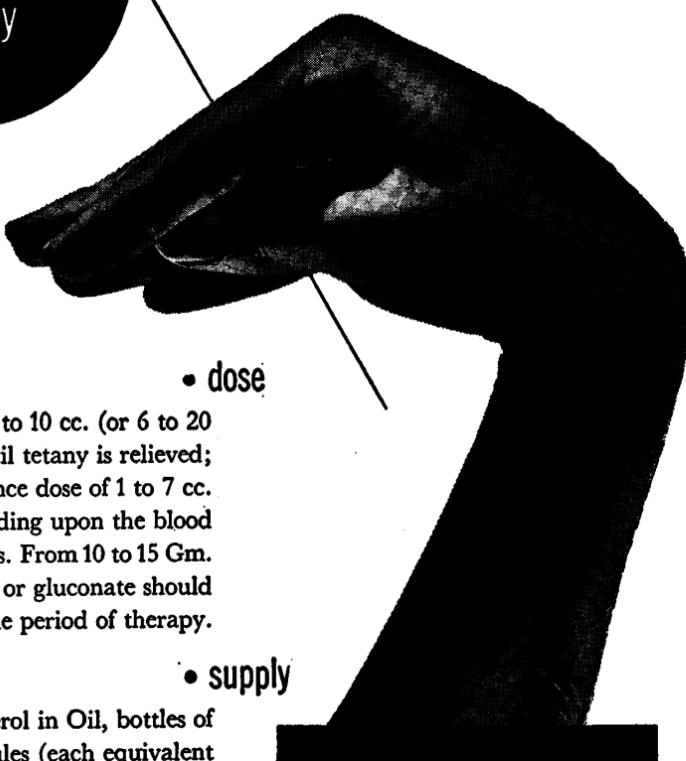 y
• dose
to 10 cc. (or 6 to 20
il tetany is relieved;
nce dose of 1 to 7 cc.
ding upon the blood
s. From 10 to 15 Gm.
or gluconate should
e period of therapy.
• supply
rol in Oil, bottles of
ules (each equivalent